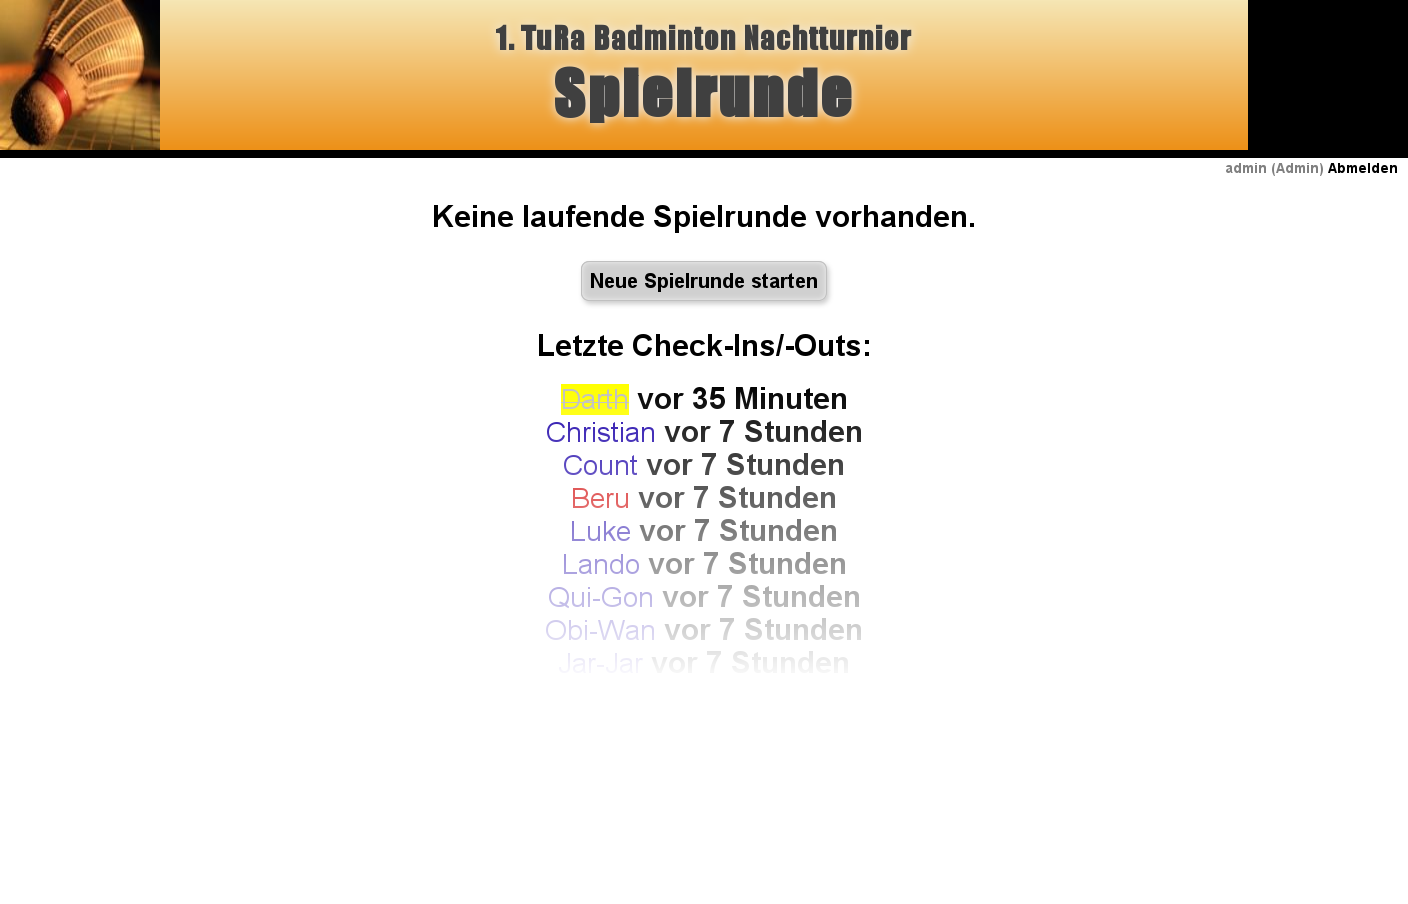 1. TuRa Badminton Nachtturnier
Spielrunde
admin (Admin) Abmelden
Keine laufende Spielrunde vorhanden.
Neue Spielrunde starten
Letzte Check-Ins/-Outs:
Darth vor 35 Minuten
Christian vor 7 Stunden
Count vor 7 Stunden
Beru vor 7 Stunden
Luke vor 7 Stunden
Lando vor 7 Stunden
Qui-Gon vor 7 Stunden
Obi-Wan vor 7 Stunden
Jar-Jar vor 7 Stunden